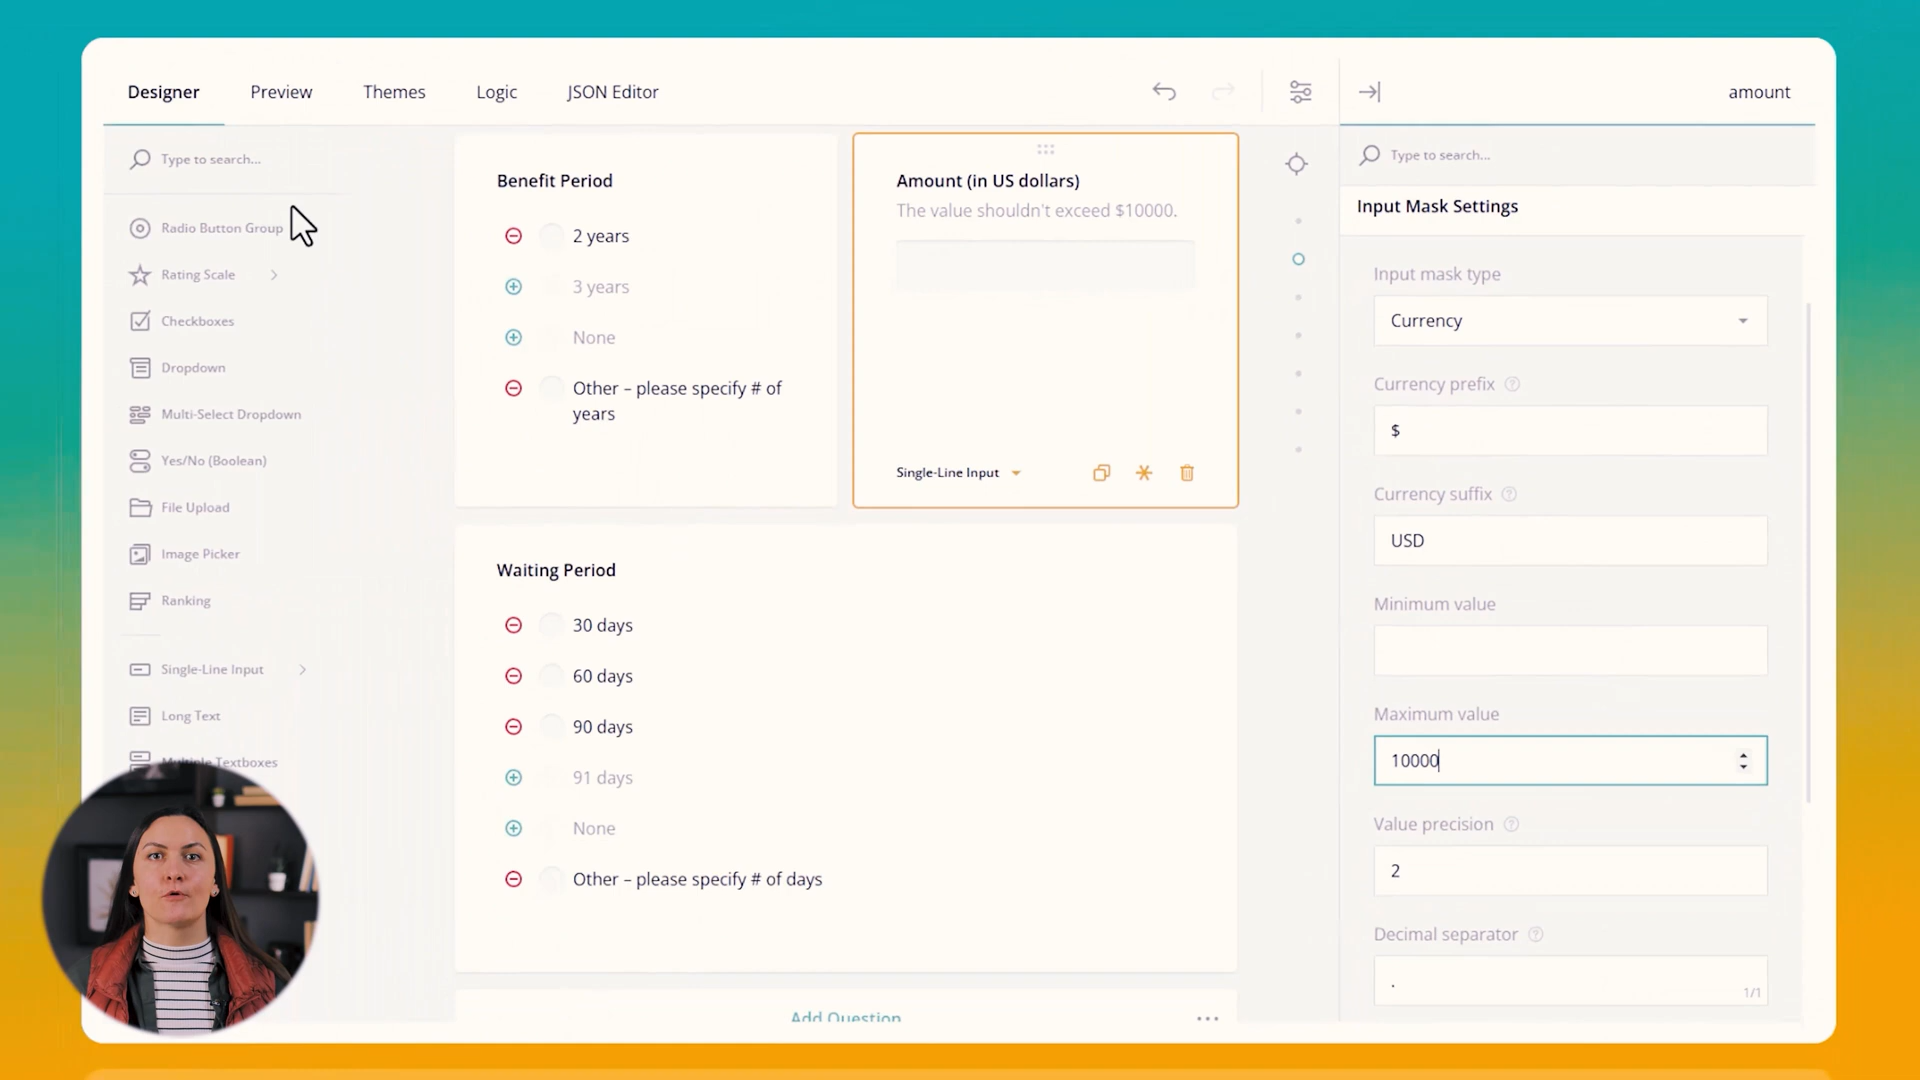 Designer
Preview
Themes
Logic
JSON Editor
amount
Type to search...
Radio Button Group
Rating Scale
Checkboxes
Dropdown
Multi-Select Dropdown
Yes/No (Boolean)
File Upload
Image Picker
Ranking
Single-Line Input
Long Text
Multiple Textboxes
Benefit Period
2 years
3 years
None
Other – please specify # of
years
Amount (in US dollars)
The value shouldn't exceed $10000.
Single-Line Input
Waiting Period
30 days
60 days
90 days
91 days
None
Other – please specify # of days
Add Question
Type to search...
Input Mask Settings
Input mask type
Currency
Currency prefix
$
Currency suffix
USD
Minimum value
Maximum value
10000
Value precision
2
Decimal separator
.
1/1